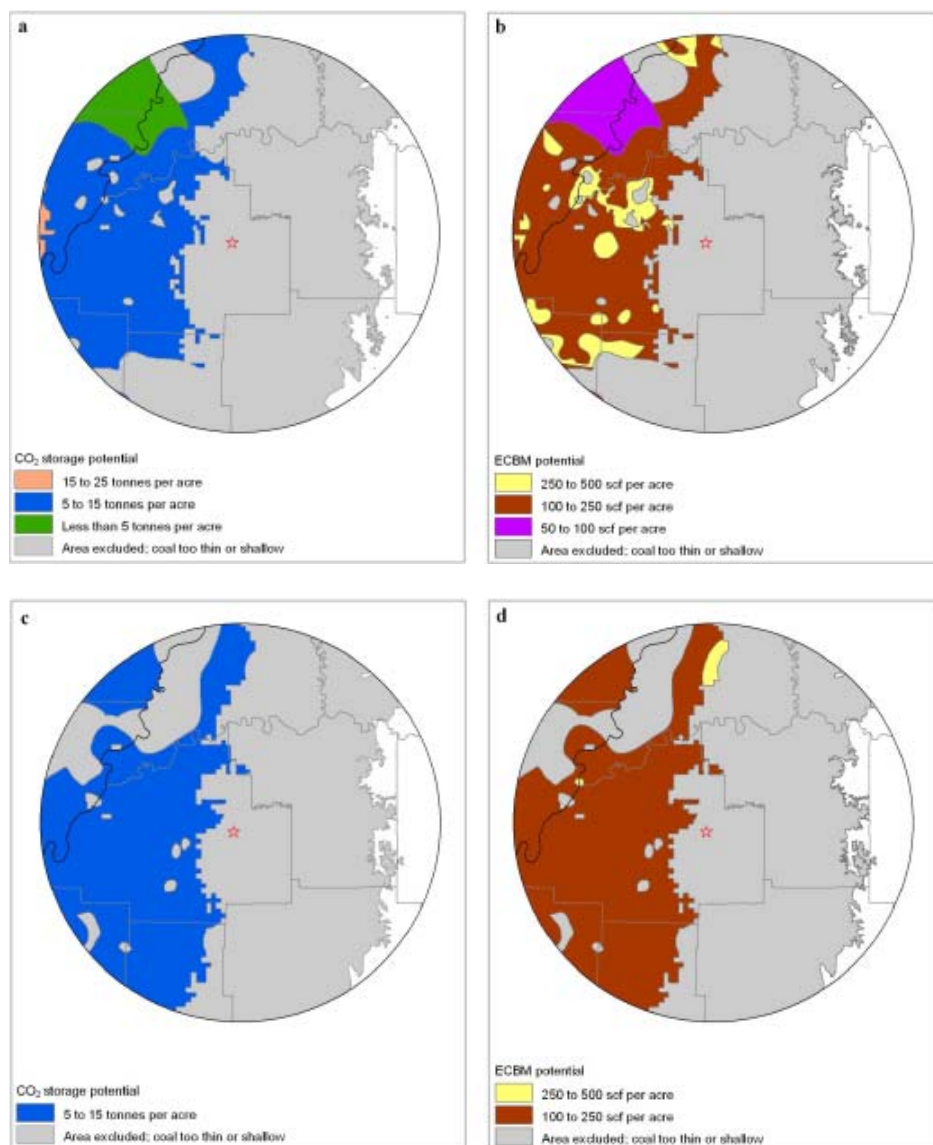 a
CO₂ storage potential
15 to 25 tonnes per acre
5 to 15 tonnes per acre
Less than 5 tonnes per acre
Area excluded; coal too thin or shallow
b
ECBM potential
250 to 500 scf per acre
100 to 250 scf per acre
50 to 100 scf per acre
Area excluded; coal too thin or shallow
c
CO₂ storage potential
5 to 15 tonnes per acre
Area excluded; coal too thin or shallow
d
ECBM potential
250 to 500 scf per acre
100 to 250 scf per acre
Area excluded; coal too thin or shallow